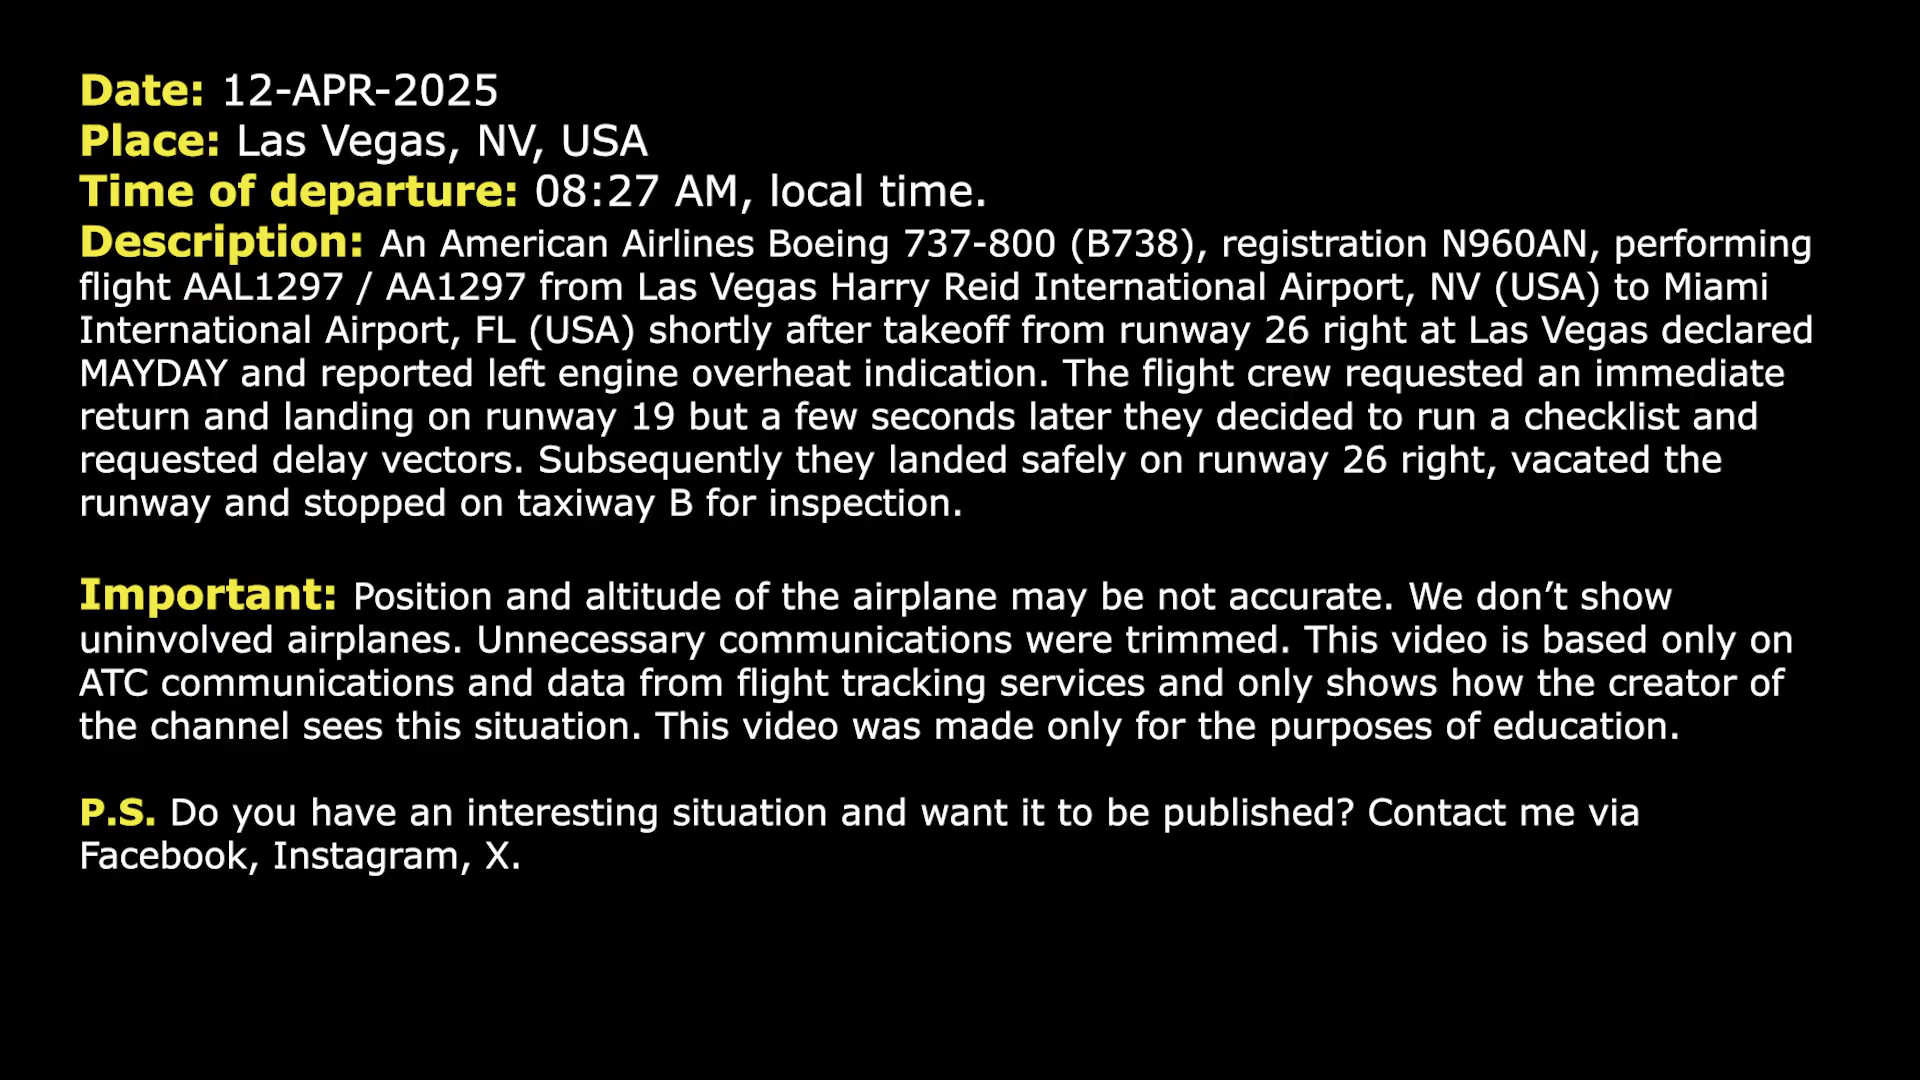 Date: 12-APR-2025
Place: Las Vegas, NV, USA
Time of departure: 08:27 AM, local time.
Description: An American Airlines Boeing 737-800 (B738), registration N960AN, performing
flight AAL1297 / AA1297 from Las Vegas Harry Reid International Airport, NV (USA) to Miami
International Airport, FL (USA) shortly after takeoff from runway 26 right at Las Vegas declared
MAYDAY and reported left engine overheat indication. The flight crew requested an immediate
return and landing on runway 19 but a few seconds later they decided to run a checklist and
requested delay vectors. Subsequently they landed safely on runway 26 right, vacated the
runway and stopped on taxiway B for inspection.
Important: Position and altitude of the airplane may be not accurate. We don’t show
uninvolved airplanes. Unnecessary communications were trimmed. This video is based only on
ATC communications and data from flight tracking services and only shows how the creator of
the channel sees this situation. This video was made only for the purposes of education.
P.S. Do you have an interesting situation and want it to be published? Contact me via
Facebook, Instagram, X.